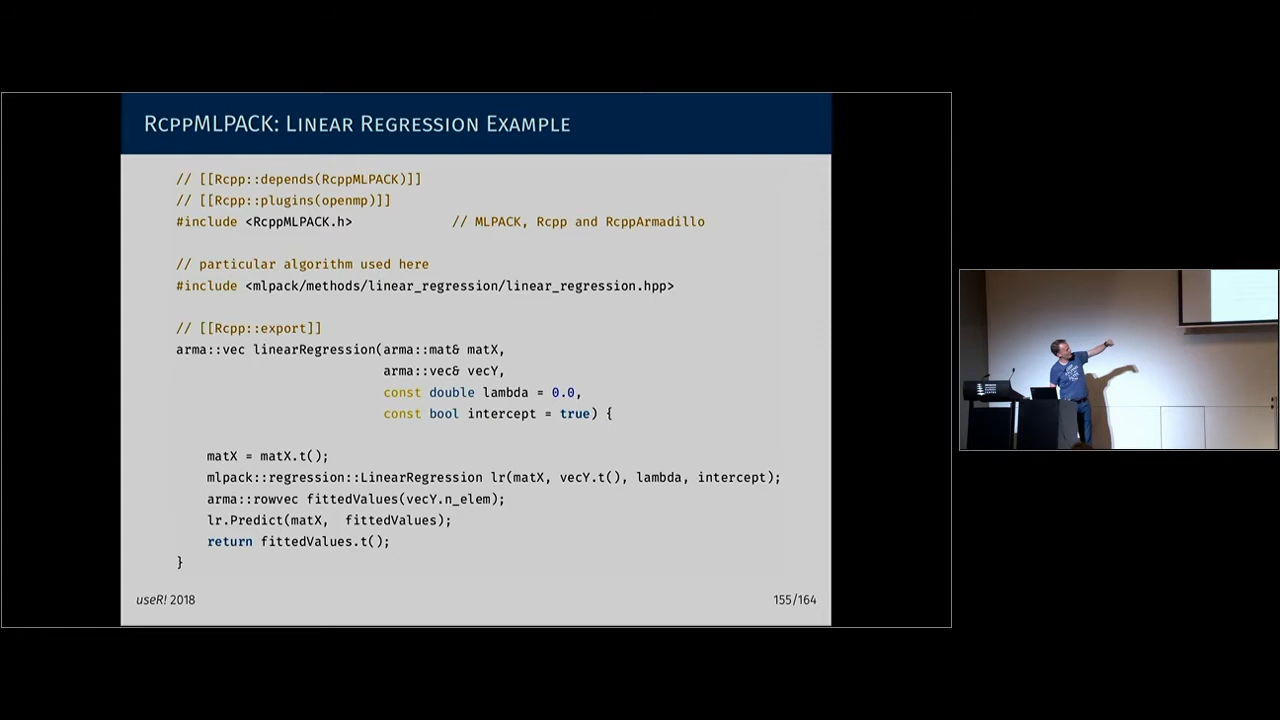 RcppMLPACK: Linear Regression Example
// [[Rcpp::depends(RcppMLPACK)]]
// [[Rcpp::plugins(openmp)]]
#include <RcppMLPACK.h> // MLPACK, Rcpp and RcppArmadillo
// particular algorithm used here
#include <mlpack/methods/linear_regression/linear_regression.hpp>
// [[Rcpp::export]]
arma::vec linearRegression(arma::mat& matX,
arma::vec& vecY,
const double lambda = 0.0,
const bool intercept = true) {
matX = matX.t();
mlpack::regression::LinearRegression lr(matX, vecY.t(), lambda, intercept);
arma::rowvec fittedValues(vecY.n_elem);
lr.Predict(matX, fittedValues);
return fittedValues.t();
}
useR! 2018
155/164